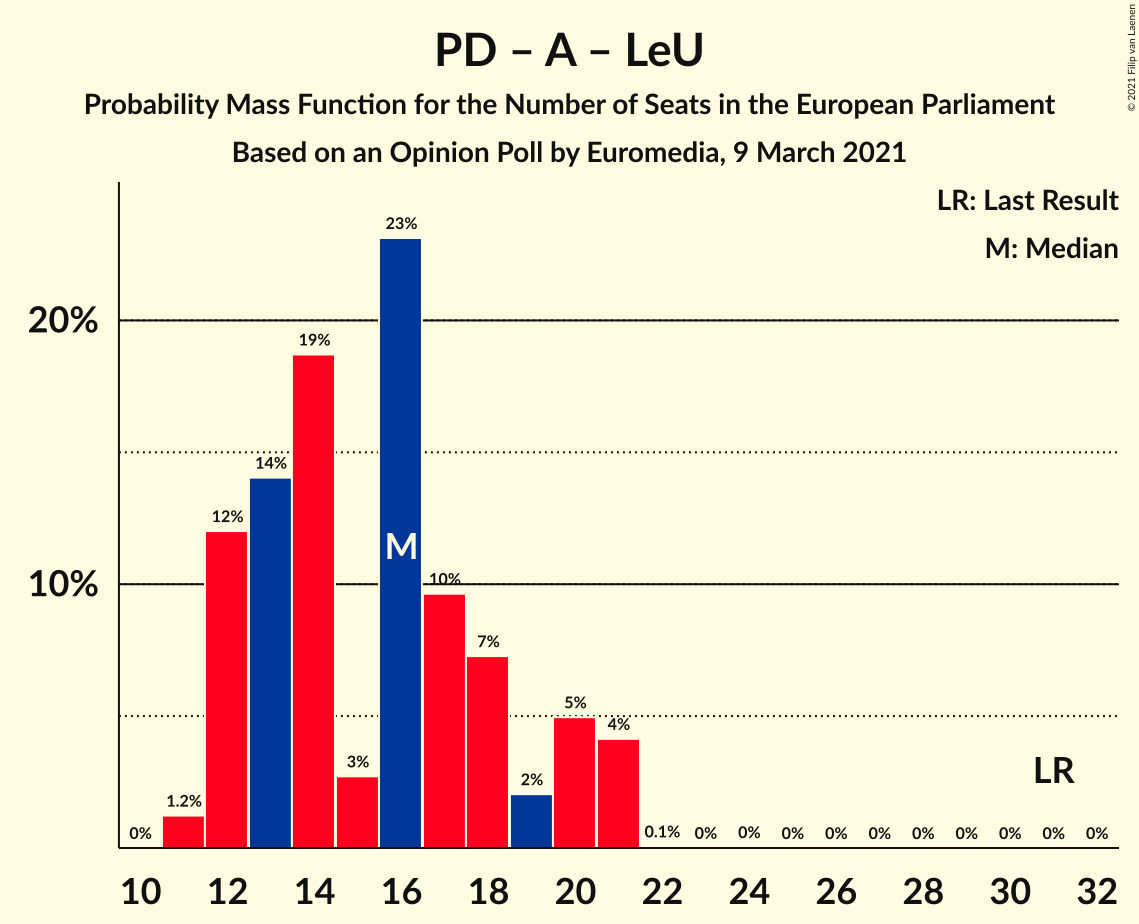 PD – A – LeU
Probability Mass Function for the Number of Seats in the European Parliament
Based on an Opinion Poll by Euromedia, 9 March 2021
© 2021 Filip van Laenen
LR: Last Result
M: Median
20%
10%
0%
1.2%
12%
14%
19%
3%
23%
10%
7%
2%
5%
4%
0.1%
0%
0%
0%
0%
0%
0%
0%
0%
0%
0%
M
LR
10 12 14 16 18 20 22 24 26 28 30 32